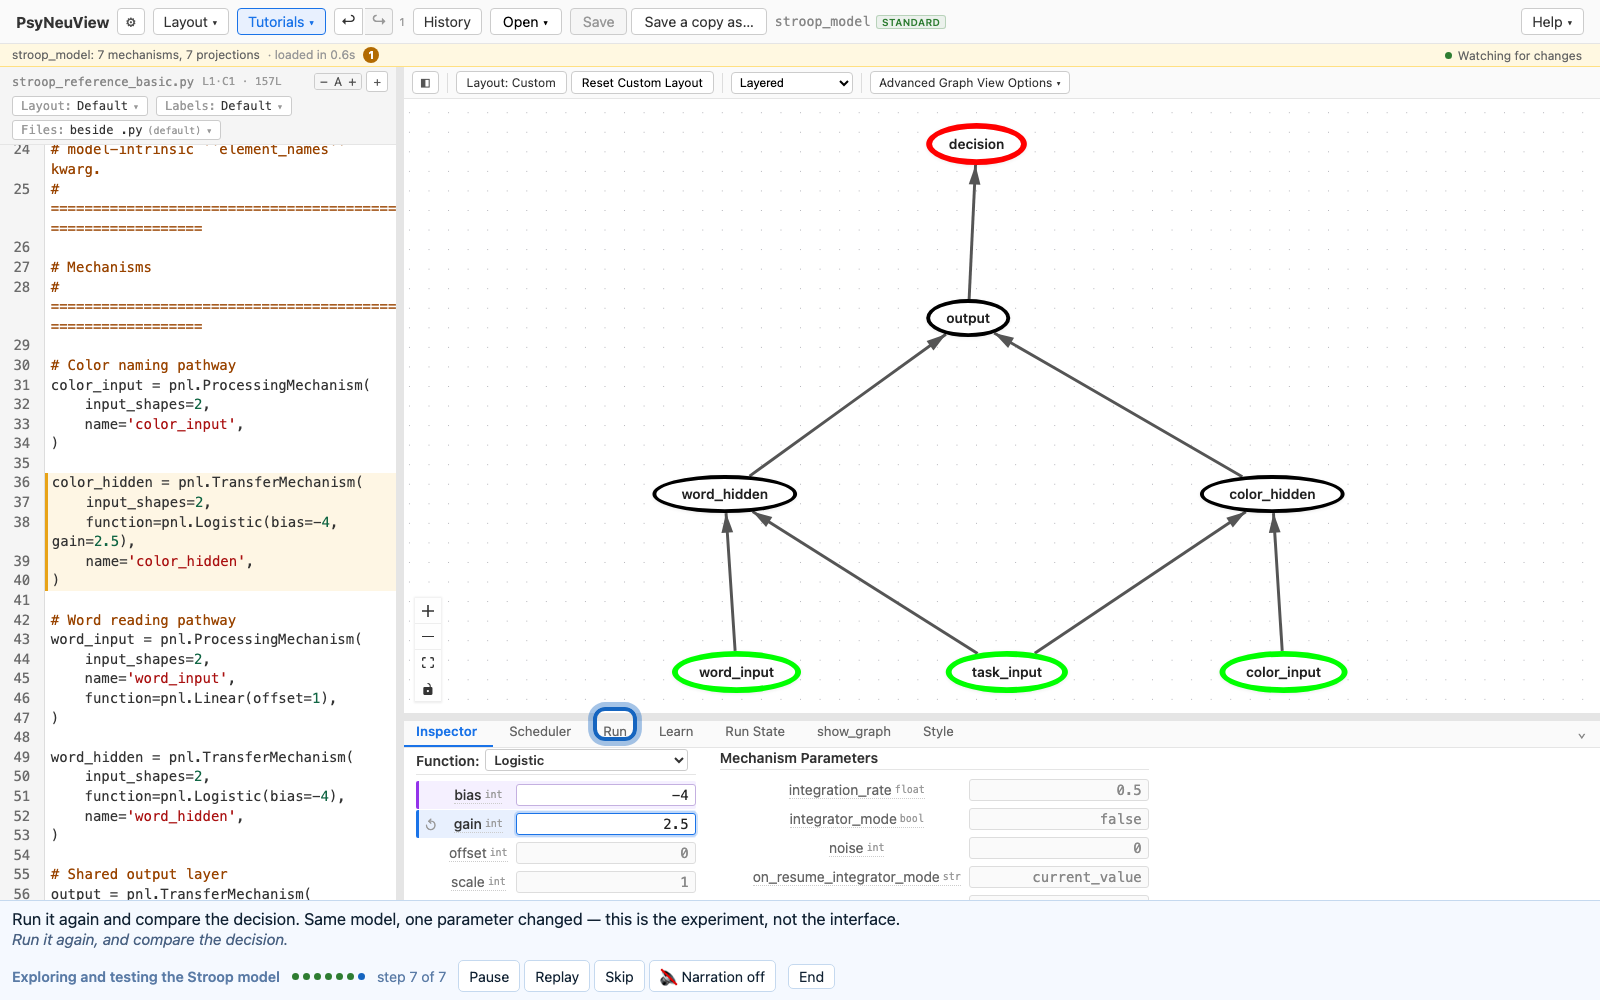 PsyNeuView
Layout ▾
Tutorials ▾
1
History
Open ▾
Save
Save a copy as...
stroop_model
STANDARD
Help ▾
stroop_model: 7 mechanisms, 7 projections · loaded in 0.6s 1
Watching for changes
stroop_reference_basic.py L1:C1 · 157L
− A +
+
Layout: Default ▾
Labels: Default ▾
Files: beside .py (default) ▾
Layout: Custom
Reset Custom Layout
Layered
Advanced Graph View Options ▾
24 # model-intrinsic ``element_names``
kwarg.
25 #
=========================================
==================
26
27 # Mechanisms
28 #
=========================================
==================
29
30 # Color naming pathway
31 color_input = pnl.ProcessingMechanism(
32     input_shapes=2,
33     name='color_input',
34 )
35
36 color_hidden = pnl.TransferMechanism(
37     input_shapes=2,
38     function=pnl.Logistic(bias=−4,
gain=2.5),
39     name='color_hidden',
40 )
41
42 # Word reading pathway
43 word_input = pnl.ProcessingMechanism(
44     input_shapes=2,
45     name='word_input',
46     function=pnl.Linear(offset=1),
47 )
48
49 word_hidden = pnl.TransferMechanism(
50     input_shapes=2,
51     function=pnl.Logistic(bias=−4),
52     name='word_hidden',
53 )
54
55 # Shared output layer
56 output = pnl.TransferMechanism(
decision
output
word_hidden
color_hidden
word_input
task_input
color_input
Inspector
Scheduler
Run
Learn
Run State
show_graph
Style
Function: Logistic
bias int −4
gain int 2.5
offset int 0
scale int 1
Mechanism Parameters
integration_rate float 0.5
integrator_mode bool false
noise int 0
on_resume_integrator_mode str current_value
Run it again and compare the decision. Same model, one parameter changed — this is the experiment, not the interface.
Run it again, and compare the decision.
Exploring and testing the Stroop model
step 7 of 7
Pause
Replay
Skip
Narration off
End